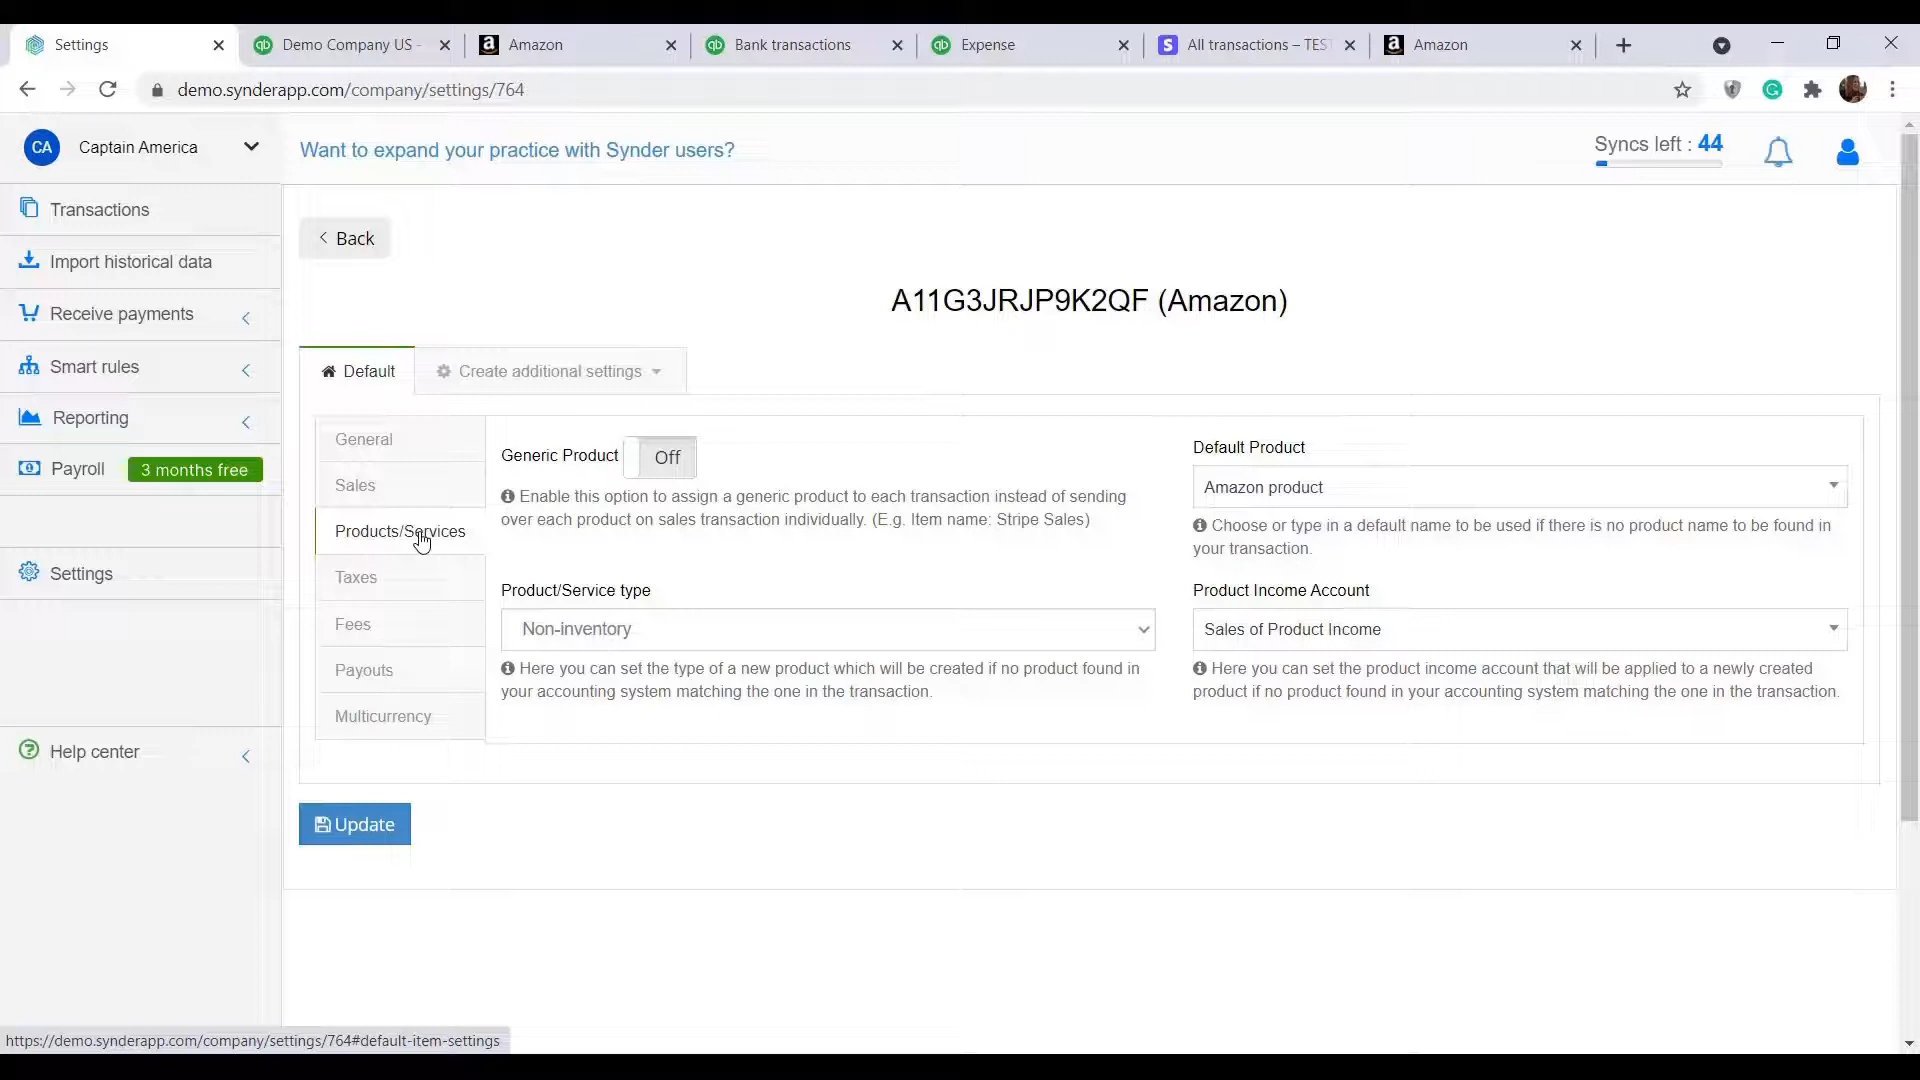 Settings
Demo Company US -
Amazon
Bank transactions
Expense
All transactions – TEST
Amazon
demo.synderapp.com/company/settings/764
CA Captain America
Want to expand your practice with Synder users?
Syncs left : 44
Transactions
Import historical data
Receive payments
Smart rules
Reporting
Payroll 3 months free
Settings
Help center
Back
A11G3JRJP9K2QF (Amazon)
Default
Create additional settings
General
Sales
Products/Services
Taxes
Fees
Payouts
Multicurrency
Generic Product Off
Enable this option to assign a generic product to each transaction instead of sending
over each product on sales transaction individually. (E.g. Item name: Stripe Sales)
Default Product
Amazon product
Choose or type in a default name to be used if there is no product name to be found in
your transaction.
Product/Service type
Non-inventory
Here you can set the type of a new product which will be created if no product found in
your accounting system matching the one in the transaction.
Product Income Account
Sales of Product Income
Here you can set the product income account that will be applied to a newly created
product if no product found in your accounting system matching the one in the transaction.
Update
https://demo.synderapp.com/company/settings/764#default-item-settings